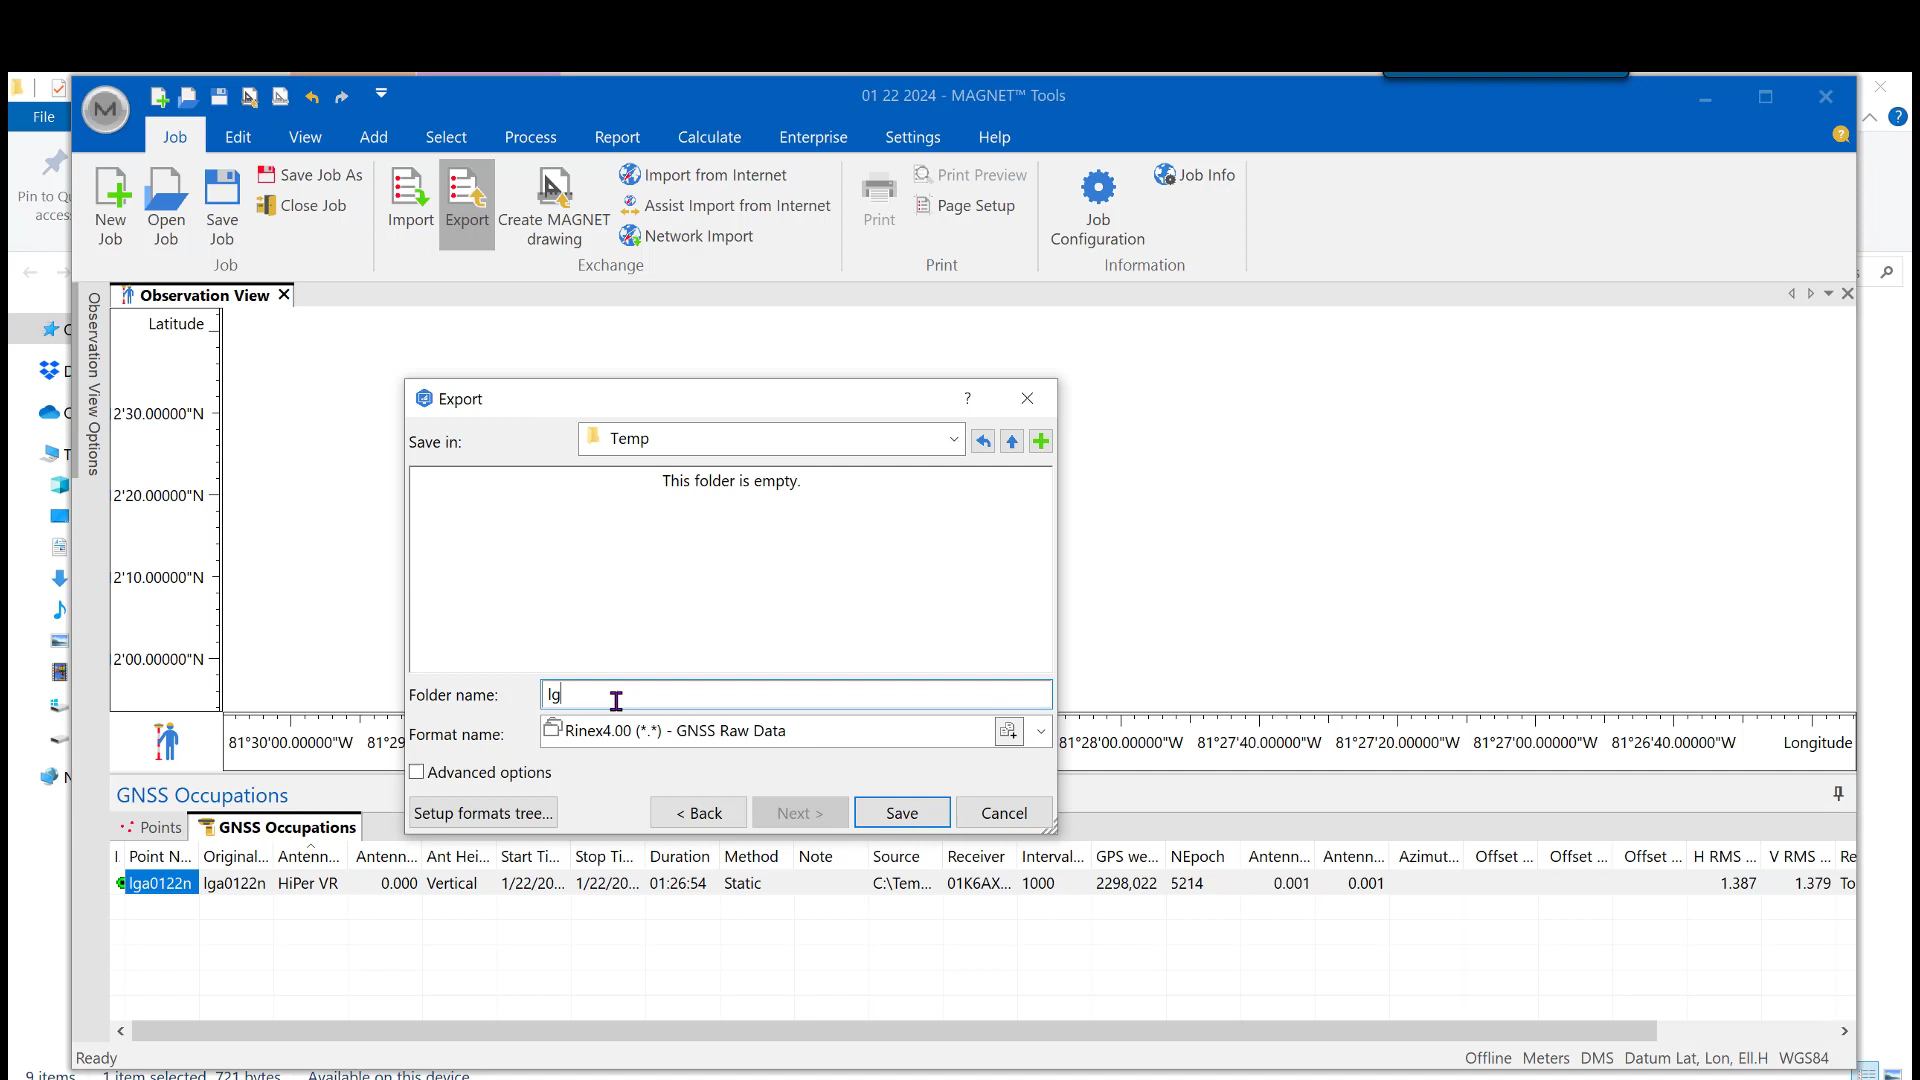 01 22 2024 - MAGNET™ Tools
File
Job
Edit
View
Add
Select
Process
Report
Calculate
Enterprise
Settings
Help
Pin to Qu
acces
New
Job
Open
Job
Save
Job
Save Job As
Close Job
Job
Import
Export
Create MAGNET
drawing
Import from Internet
Assist Import from Internet
Network Import
Exchange
Print
Print Preview
Page Setup
Print
Job
Configuration
Job Info
Information
Observation View
Observation View Options
Latitude
2'30.00000"N
2'20.00000"N
2'10.00000"N
2'00.00000"N
Export
?
Save in:
Temp
This folder is empty.
Folder name:
lg
Format name:
Rinex4.00 (*.*) - GNSS Raw Data
Advanced options
Setup formats tree...
< Back
Next >
Save
Cancel
81°30'00.00000"W
81°29
81°28'00.00000"W
81°27'40.00000"W
81°27'20.00000"W
81°27'00.00000"W
81°26'40.00000"W
Longitude
GNSS Occupations
Points
GNSS Occupations
I.
Point N...
Original...
Antenn...
Antenn...
Ant Hei...
Start Ti...
Stop Ti...
Duration
Method
Note
Source
Receiver
Interval...
GPS we...
NEpoch
Antenn...
Antenn...
Azimut...
Offset ...
Offset ...
Offset ...
H RMS ...
V RMS ...
Re
lga0122n
lga0122n
HiPer VR
0.000
Vertical
1/22/20...
1/22/20...
01:26:54
Static
C:\Tem...
01K6AX...
1000
2298,022
5214
0.001
0.001
1.387
1.379
To
Ready
Offline
Meters
DMS
Datum Lat, Lon, Ell.H
WGS84
9 items
1 item selected
721 bytes
Available on this device